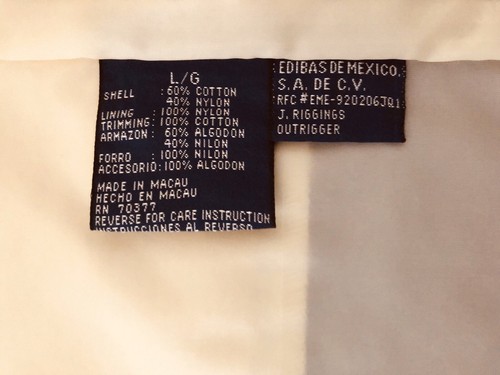 L/G
SHELL : 60% COTTON
40% NYLON
LINING : 100% NYLON
TRIMMING: 100% COTTON
ARMAZON : 60% ALGODON
40% NILON
FORRO : 100% NILON
ACCESORIO: 100% ALGODON
MADE IN MACAU
HECHO EN MACAU
RN 70377
REVERSE FOR CARE INSTRUCTION
INSTRUCCIONES AL REVERSO
EDIBAS DE MEXICO.
S.A. DE C.V.
RFC #EME-920206JQ1
J. RIGGINGS
OUTRIGGER